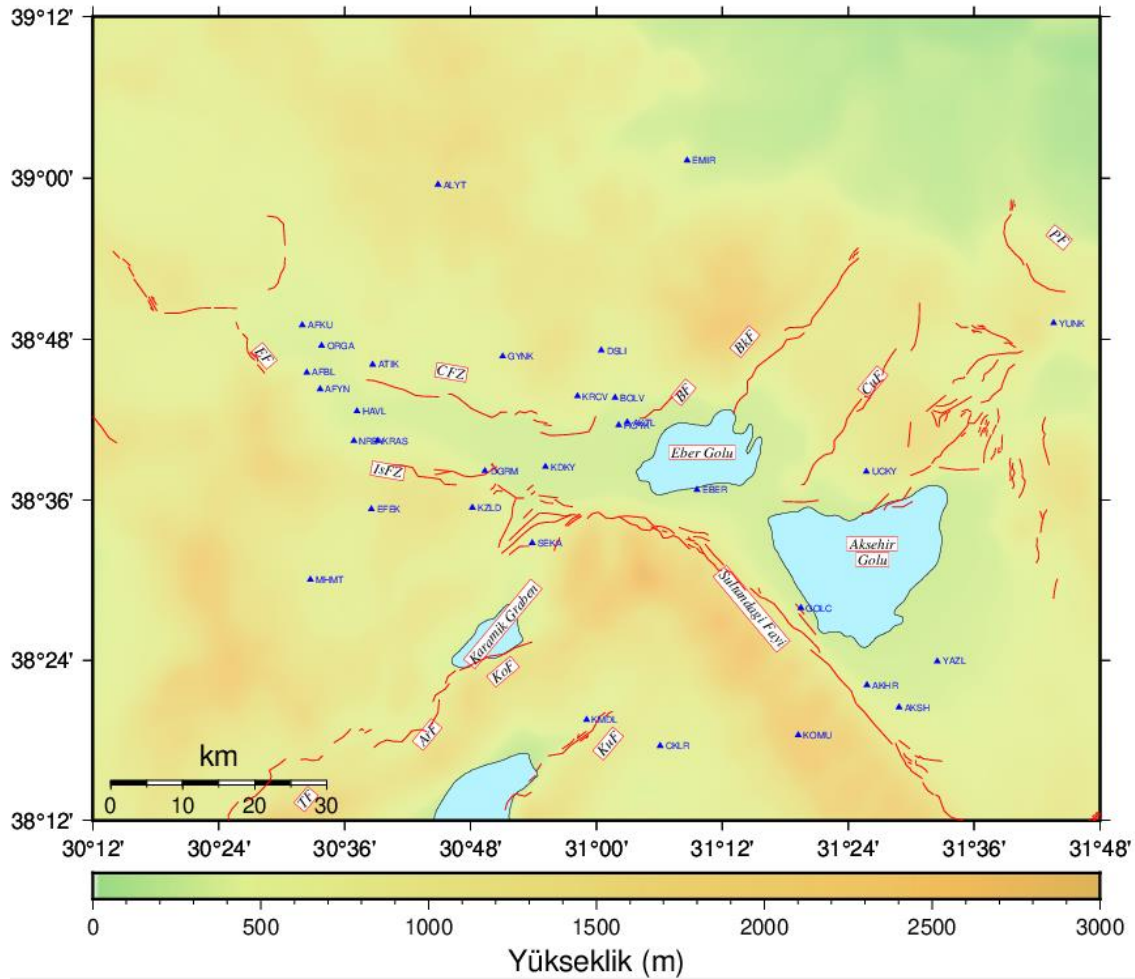 39°12'
EMIR
39°00'
ALYT
PF
YUNK
AFKU
38°48'
ORGA
DSLI
GYNK
BkF
EF
ATIK
AFBL
CFZ
CuF
AFYN
BF
KRCV
BOLV
HAVL
KRAS
Eber Golu
IsFZ
DGRM
KDKY
UCKY
EBER
38°36'
EFEK
KZLD
SEKA
Aksehir
Golu
MHMT
Sultandagi Fayi
GOLC
Karamik Graben
38°24'
YAZL
KoF
AKHR
AKSH
KMDL
ArF
KuF
KOMU
CKLR
km
TF
0 10 20 30
38°12'
30°12' 30°24' 30°36' 30°48' 31°00' 31°12' 31°24' 31°36' 31°48'
0 500 1000 1500 2000 2500 3000
Yükseklik (m)